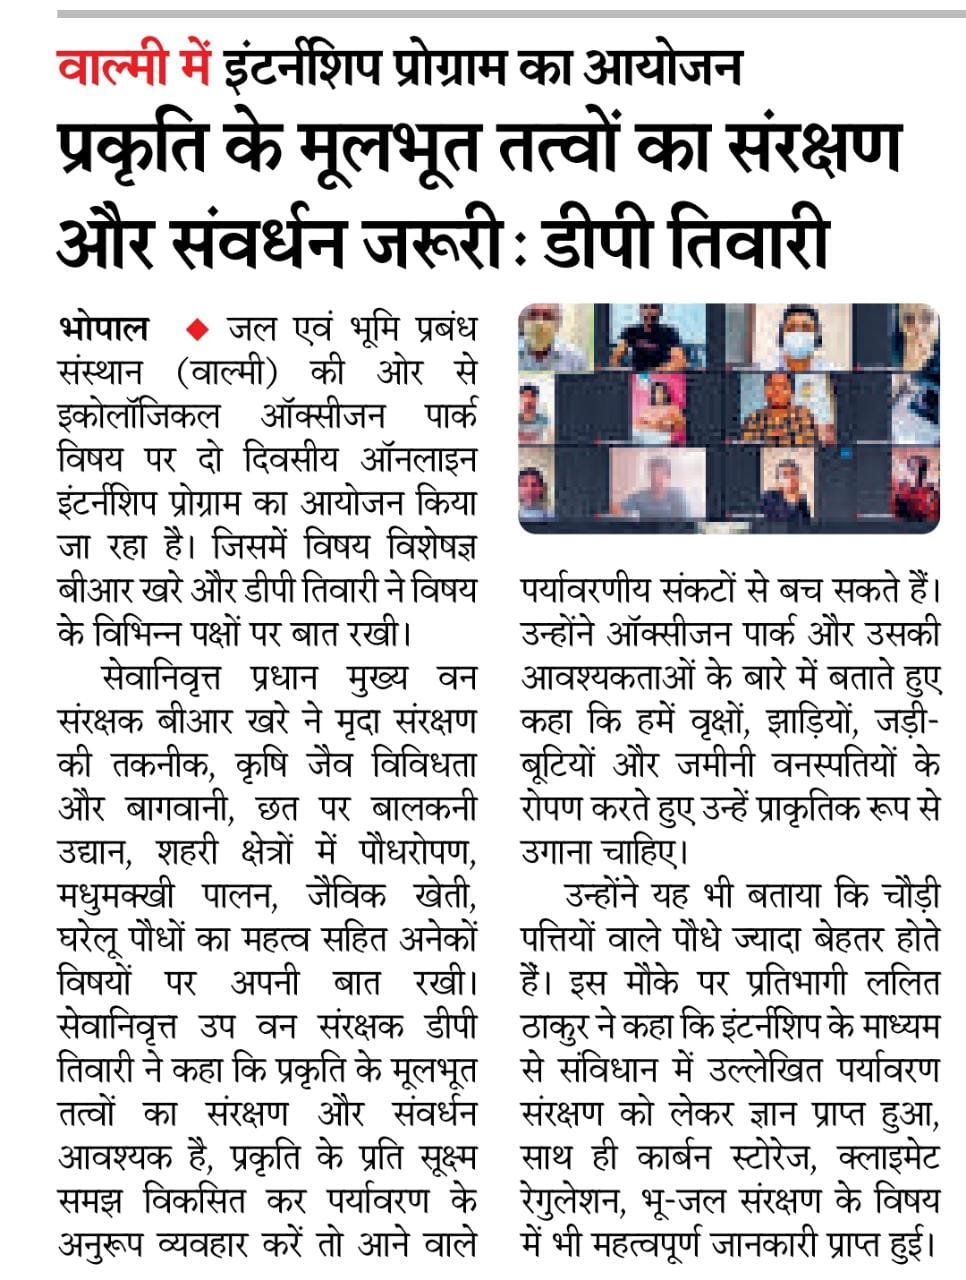 वाल्मी में इंटर्नशिप प्रोग्राम का आयोजन
प्रकृति के मूलभूत तत्वों का संरक्षण
और संवर्धन जरूरी: डीपी तिवारी
भोपाल ◆ जल एवं भूमि प्रबंध
संस्थान (वाल्मी) की ओर से
इकोलॉजिकल ऑक्सीजन पार्क
विषय पर दो दिवसीय ऑनलाइन
इंटर्नशिप प्रोग्राम का आयोजन किया
जा रहा है। जिसमें विषय विशेषज्ञ
बीआर खरे और डीपी तिवारी ने विषय
के विभिन्न पक्षों पर बात रखी।
सेवानिवृत्त प्रधान मुख्य वन
संरक्षक बीआर खरे ने मृदा संरक्षण
की तकनीक, कृषि जैव विविधता
और बागवानी, छत पर बालकनी
उद्यान, शहरी क्षेत्रों में पौधरोपण,
मधुमक्खी पालन, जैविक खेती,
घरेलू पौधों का महत्व सहित अनेकों
विषयों पर अपनी बात रखी।
सेवानिवृत्त उप वन संरक्षक डीपी
तिवारी ने कहा कि प्रकृति के मूलभूत
तत्वों का संरक्षण और संवर्धन
आवश्यक है, प्रकृति के प्रति सूक्ष्म
समझ विकसित कर पर्यावरण के
अनुरूप व्यवहार करें तो आने वाले
पर्यावरणीय संकटों से बच सकते हैं।
उन्होंने ऑक्सीजन पार्क और उसकी
आवश्यकताओं के बारे में बताते हुए
कहा कि हमें वृक्षों, झाड़ियों, जड़ी-
बूटियों और जमीनी वनस्पतियों के
रोपण करते हुए उन्हें प्राकृतिक रूप से
उगाना चाहिए।
उन्होंने यह भी बताया कि चौड़ी
पत्तियों वाले पौधे ज्यादा बेहतर होते
हैं। इस मौके पर प्रतिभागी ललित
ठाकुर ने कहा कि इंटर्नशिप के माध्यम
से संविधान में उल्लेखित पर्यावरण
संरक्षण को लेकर ज्ञान प्राप्त हुआ,
साथ ही कार्बन स्टोरेज, क्लाइमेट
रेगुलेशन, भू-जल संरक्षण के विषय
में भी महत्वपूर्ण जानकारी प्राप्त हुई।